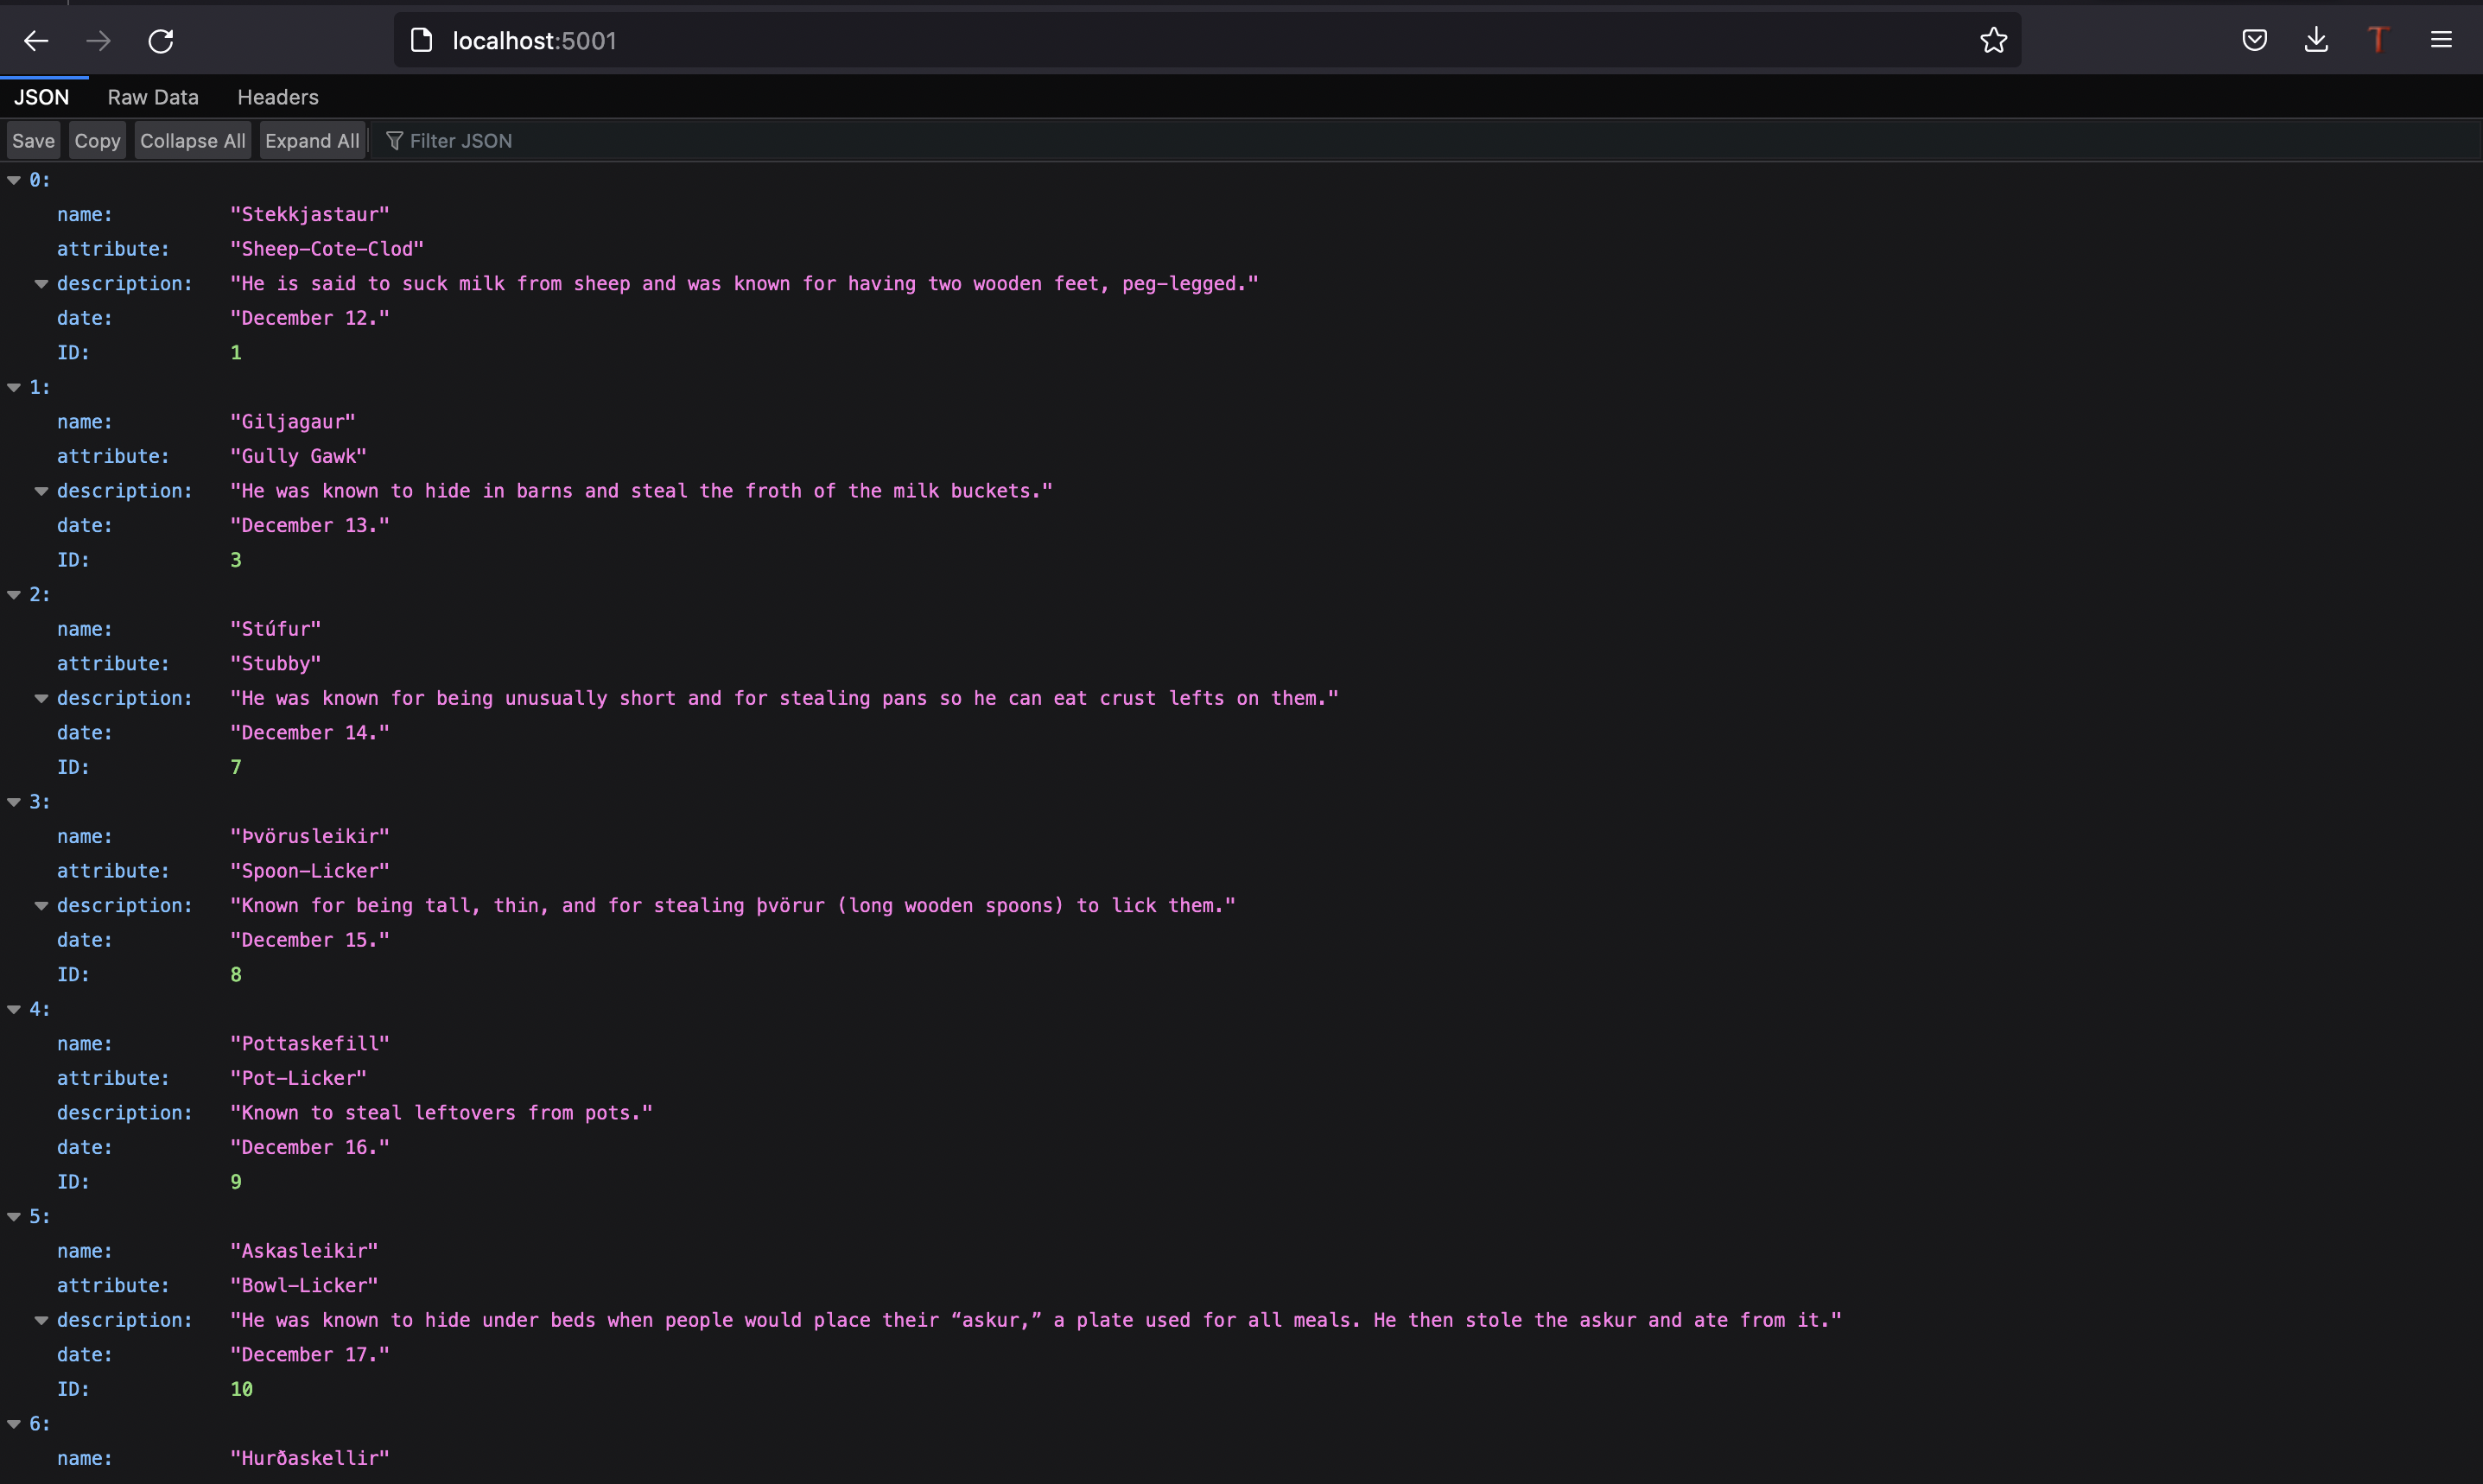 localhost:5001
JSON Raw Data Headers
Save Copy Collapse All Expand All Filter JSON
0:
name: "Stekkjastaur"
attribute: "Sheep-Cote-Clod"
description: "He is said to suck milk from sheep and was known for having two wooden feet, peg-legged."
date: "December 12."
ID: 1
1:
name: "Giljagaur"
attribute: "Gully Gawk"
description: "He was known to hide in barns and steal the froth of the milk buckets."
date: "December 13."
ID: 3
2:
name: "Stúfur"
attribute: "Stubby"
description: "He was known for being unusually short and for stealing pans so he can eat crust lefts on them."
date: "December 14."
ID: 7
3:
name: "Þvörusleikir"
attribute: "Spoon-Licker"
description: "Known for being tall, thin, and for stealing þvörur (long wooden spoons) to lick them."
date: "December 15."
ID: 8
4:
name: "Pottaskefill"
attribute: "Pot-Licker"
description: "Known to steal leftovers from pots."
date: "December 16."
ID: 9
5:
name: "Askasleikir"
attribute: "Bowl-Licker"
description: "He was known to hide under beds when people would place their “askur,” a plate used for all meals. He then stole the askur and ate from it."
date: "December 17."
ID: 10
6:
name: "Hurðaskellir"